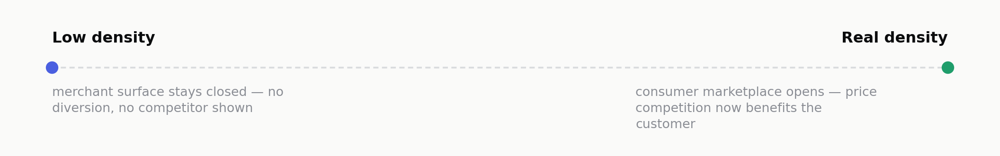 Low density
Real density
merchant surface stays closed — no
diversion, no competitor shown
consumer marketplace opens — price
competition now benefits the
customer